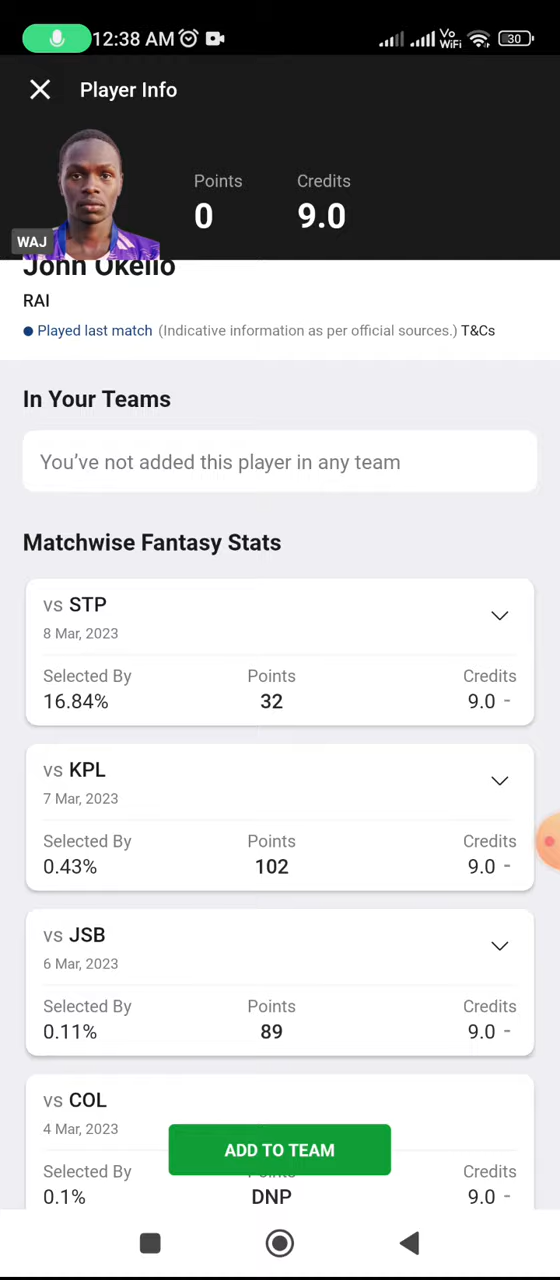 12:38 AM Vo WiFi 30
Player Info
Points Credits
0 9.0
WAJ
John Okello
RAI
Played last match (Indicative information as per official sources.) T&Cs
In Your Teams
You’ve not added this player in any team
Matchwise Fantasy Stats
vs STP
8 Mar, 2023
Selected By Points Credits
16.84% 32 9.0 -
vs KPL
7 Mar, 2023
Selected By Points Credits
0.43% 102 9.0 -
vs JSB
6 Mar, 2023
Selected By Points Credits
0.11% 89 9.0 -
vs COL
4 Mar, 2023
ADD TO TEAM
Selected By Points Credits
0.1% DNP 9.0 -